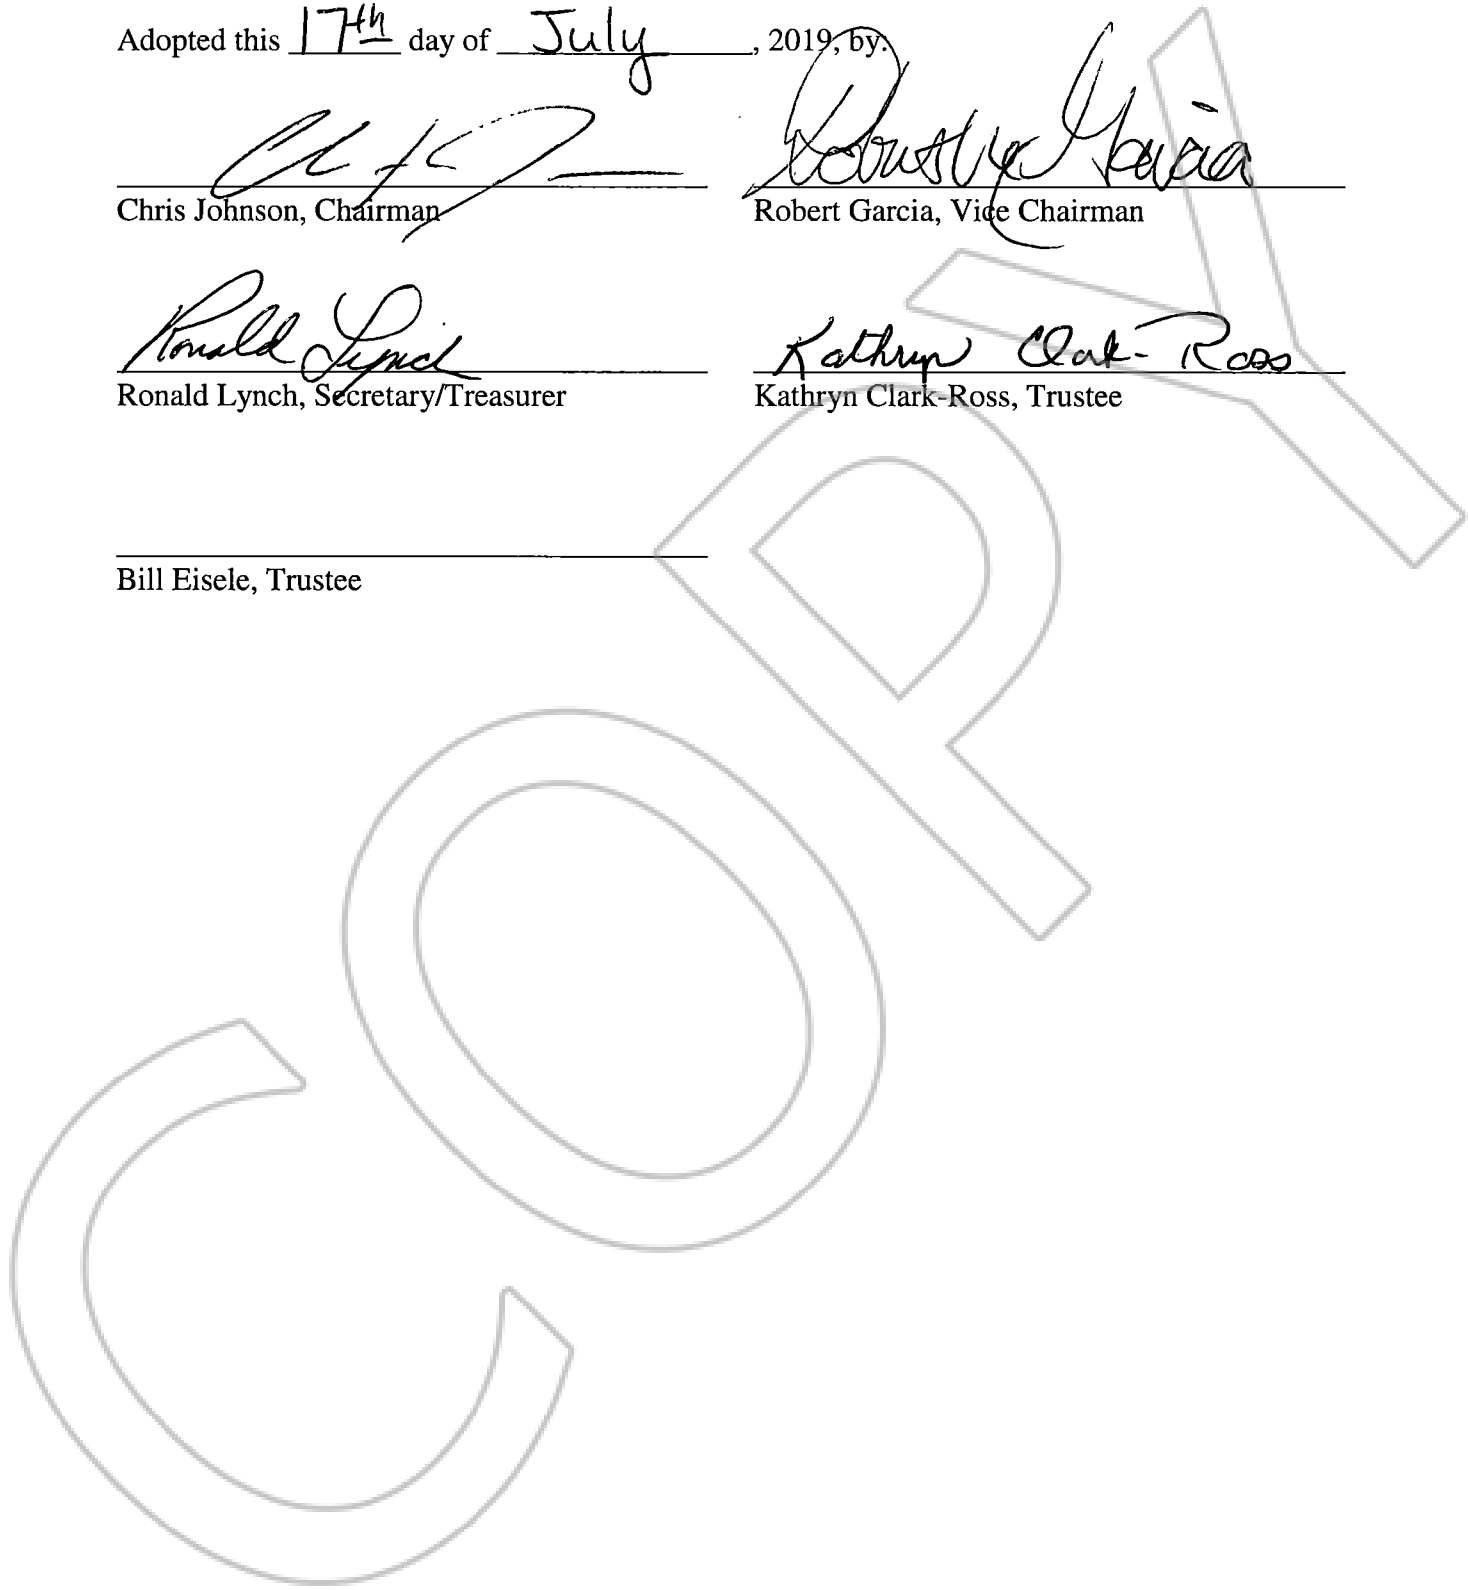 Adopted this 17th day of July, 2019, by:
Chris Johnson, Chairman
Robert Garcia, Vice Chairman
Ronald Lynch Kathryn Clark-Ross
Ronald Lynch, Secretary/Treasurer
Kathryn Clark-Ross, Trustee
Bill Eisele, Trustee
COPY